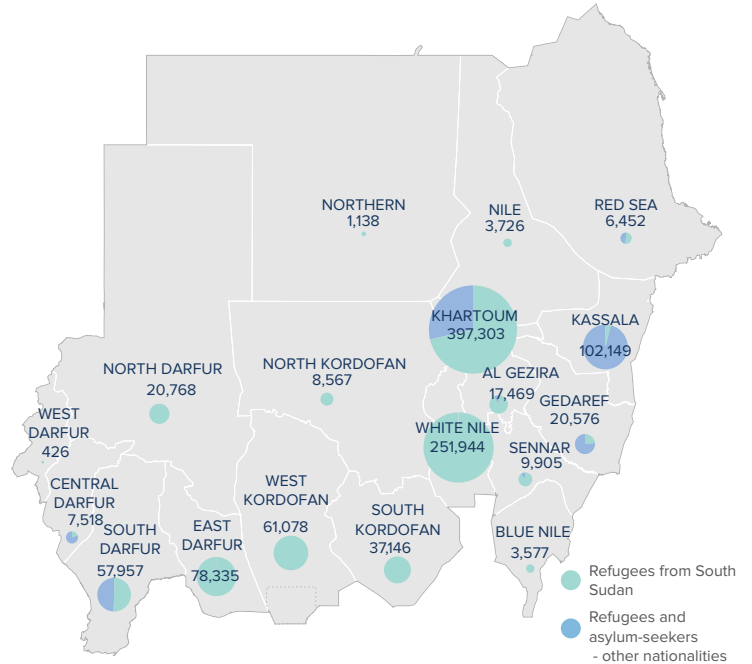 NORTHERN
1,138
NILE
3,726
RED SEA
6,452
KHARTOUM
397,303
KASSALA
102,149
NORTH DARFUR
20,768
NORTH KORDOFAN
8,567
AL GEZIRA
17,469
GEDAREF
20,576
WEST
DARFUR
426
WHITE NILE
251,944
SENNAR
9,905
CENTRAL
DARFUR
7,518
SOUTH
DARFUR
57,957
EAST
DARFUR
78,335
WEST
KORDOFAN
61,078
SOUTH
KORDOFAN
37,146
BLUE NILE
3,577
Refugees from South
Sudan
Refugees and
asylum-seekers
- other nationalities